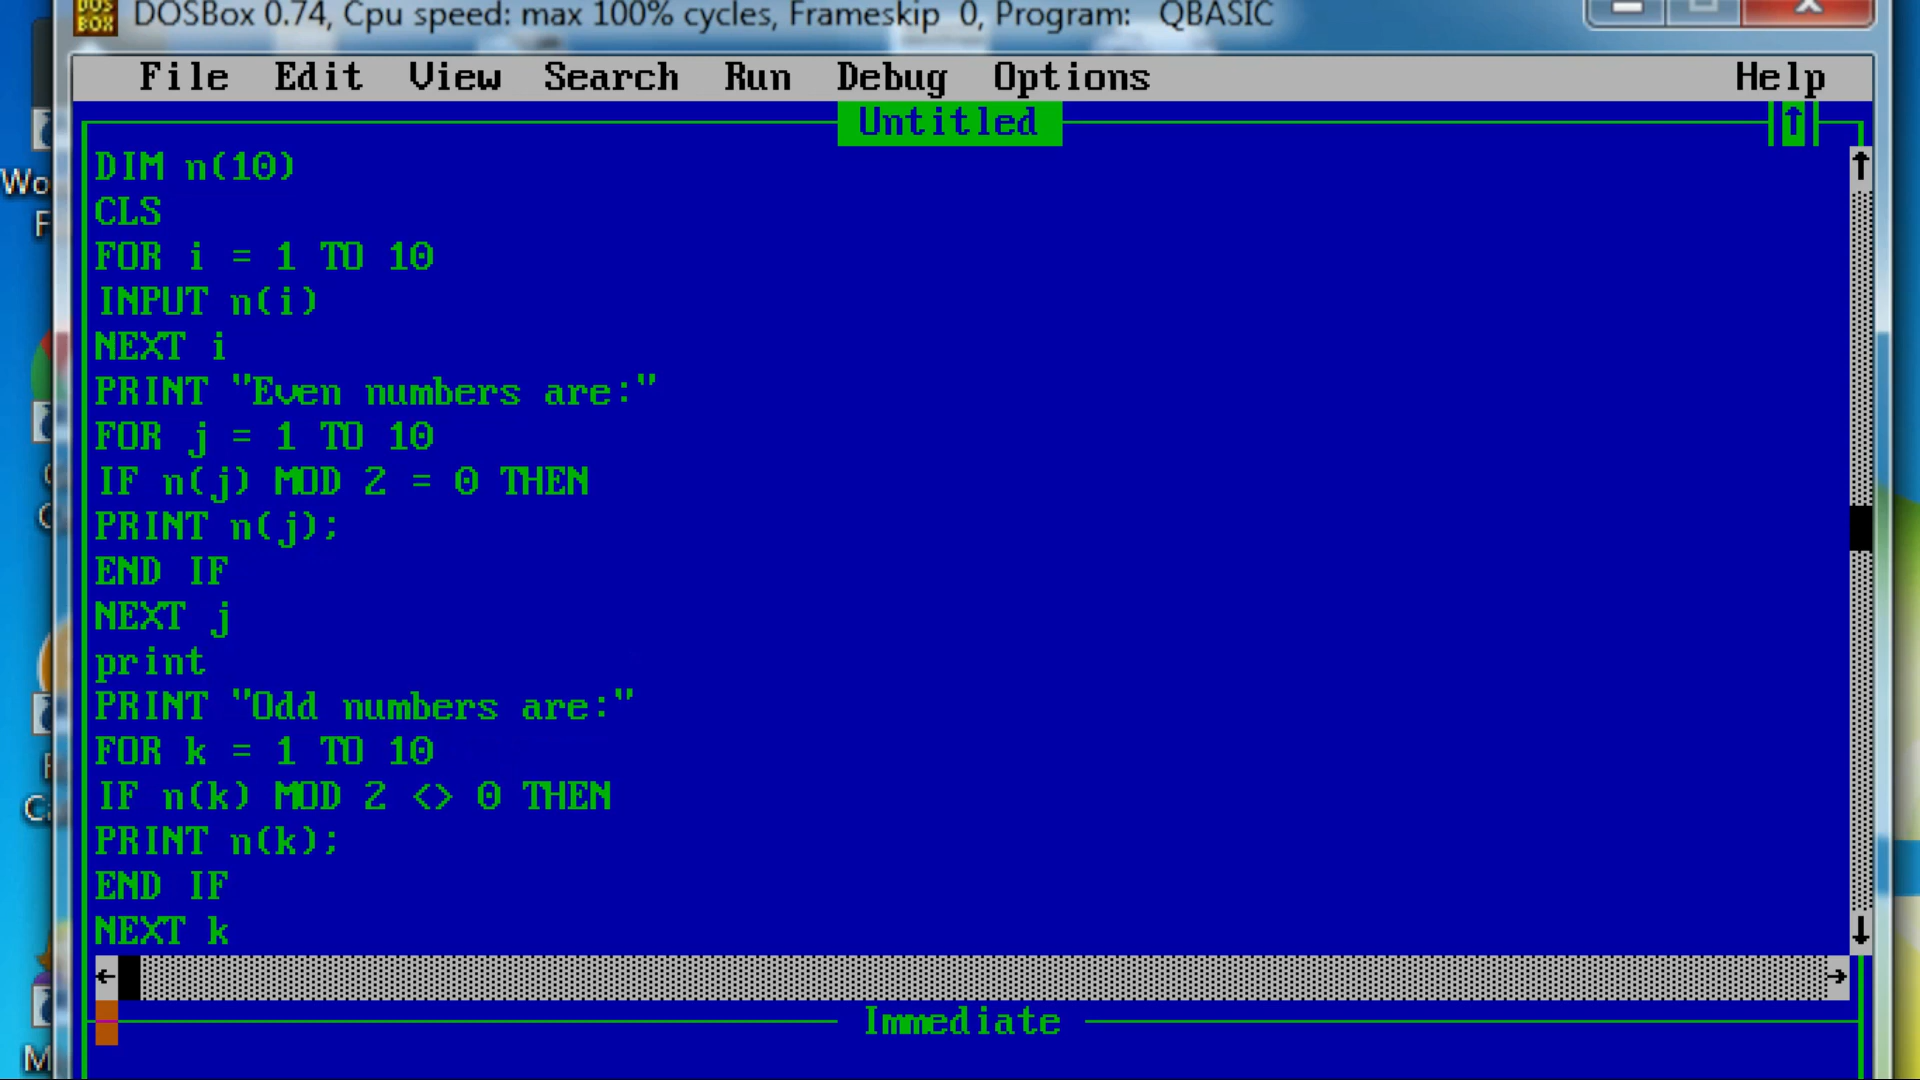 DOSBox 0.74, Cpu speed: max 100% cycles, Frameskip 0, Program: QBASIC
File Edit View Search Run Debug Options Help
Untitled
DIM n(10)
CLS
FOR i = 1 TO 10
INPUT n(i)
NEXT i
PRINT "Even numbers are:"
FOR j = 1 TO 10
IF n(j) MOD 2 = 0 THEN
PRINT n(j);
END IF
NEXT j
print
PRINT "Odd numbers are:"
FOR k = 1 TO 10
IF n(k) MOD 2 <> 0 THEN
PRINT n(k);
END IF
NEXT k
Immediate